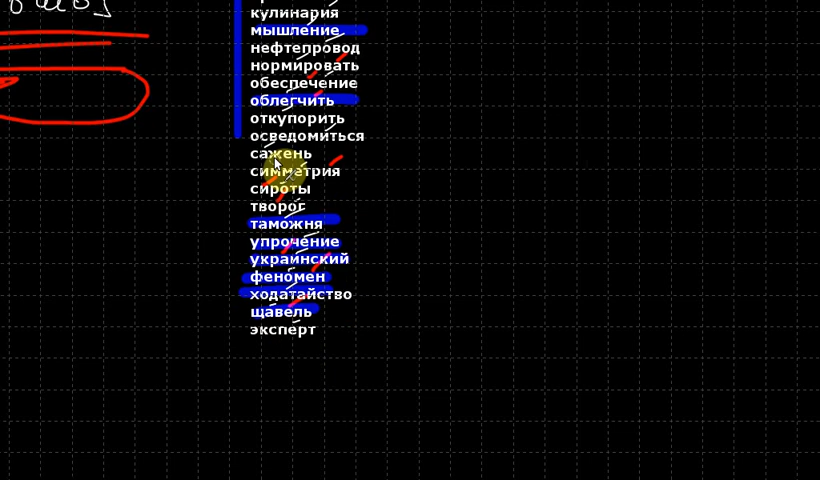 кулинария
мышление
нефтепровод
нормировать
обеспечение
облегчить
откупорить
осведомиться
сажень
симметрия
сироты
творог
таможня
упрочение
украинский
феномен
ходатайство
щавель
эксперт